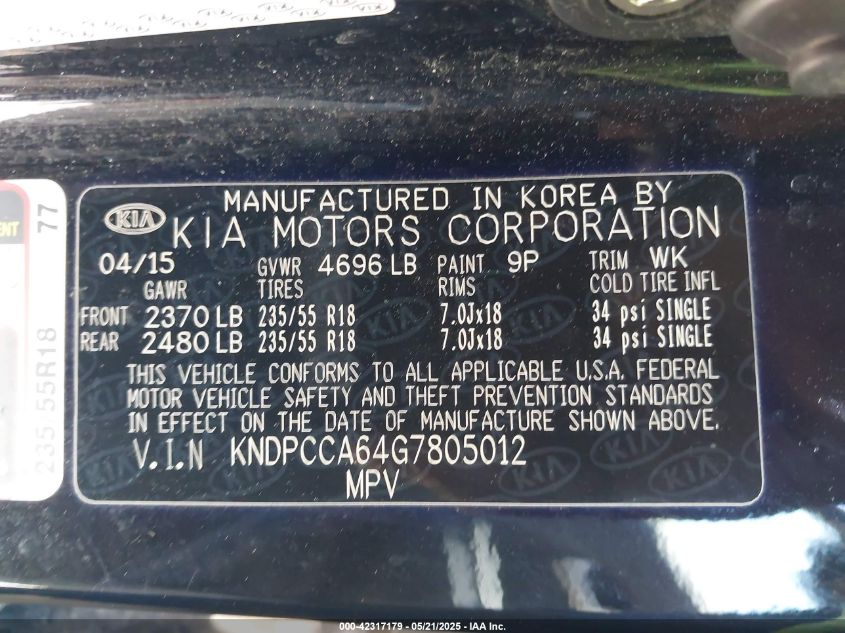 MANUFACTURED IN KOREA BY
KIA KIA MOTORS CORPORATION
04/15 GVWR 4696 LB PAINT 9P TRIM WK
GAWR TIRES RIMS COLD TIRE INFL
FRONT 2370 LB 235/55 R18 7.0Jx18 34 psi SINGLE
REAR 2480 LB 235/55 R18 7.0Jx18 34 psi SINGLE
THIS VEHICLE CONFORMS TO ALL APPLICABLE U.S.A. FEDERAL
MOTOR VEHICLE SAFETY AND THEFT PREVENTION STANDARDS
IN EFFECT ON THE DATE OF MANUFACTURE SHOWN ABOVE.
V.I.N KNDPCCA64G7805012
MPV
77
235 55R18
000-42317179 — 05/21/2025 — IAA Inc.